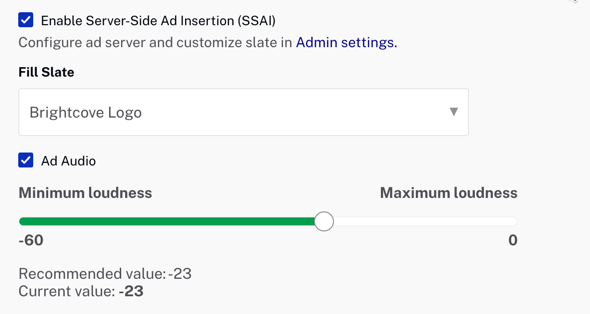 Enable Server-Side Ad Insertion (SSAI)
Configure ad server and customize slate in Admin settings.
Fill Slate
Brightcove Logo
Ad Audio
Minimum loudness Maximum loudness
-60 0
Recommended value:-23
Current value: -23